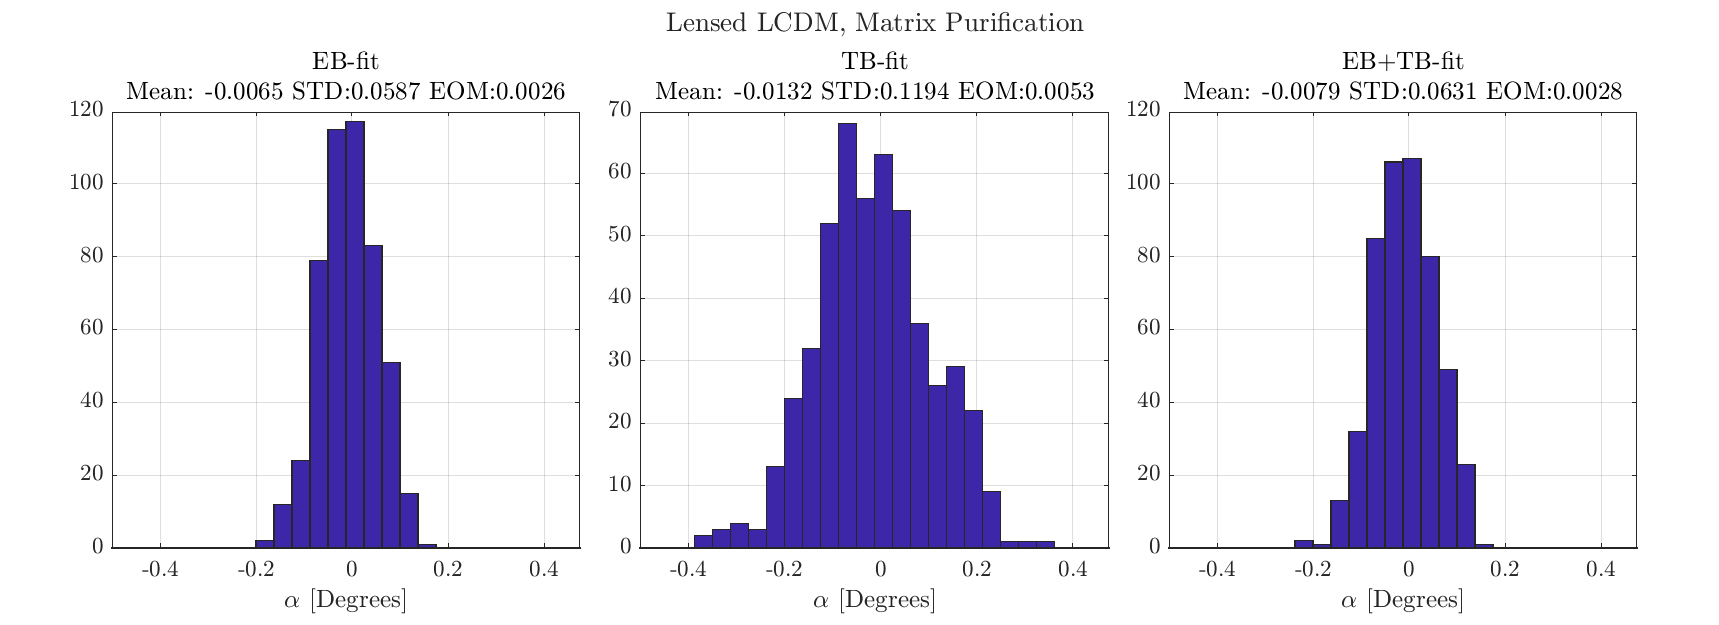 Lensed LCDM, Matrix Purification
EB-fit
Mean: -0.0065 STD:0.0587 EOM:0.0026
120
100
80
60
40
20
0
-0.4 -0.2 0 0.2 0.4
α [Degrees]
TB-fit
Mean: -0.0132 STD:0.1194 EOM:0.0053
70
60
50
40
30
20
10
0
-0.4 -0.2 0 0.2 0.4
α [Degrees]
EB+TB-fit
Mean: -0.0079 STD:0.0631 EOM:0.0028
120
100
80
60
40
20
0
-0.4 -0.2 0 0.2 0.4
α [Degrees]